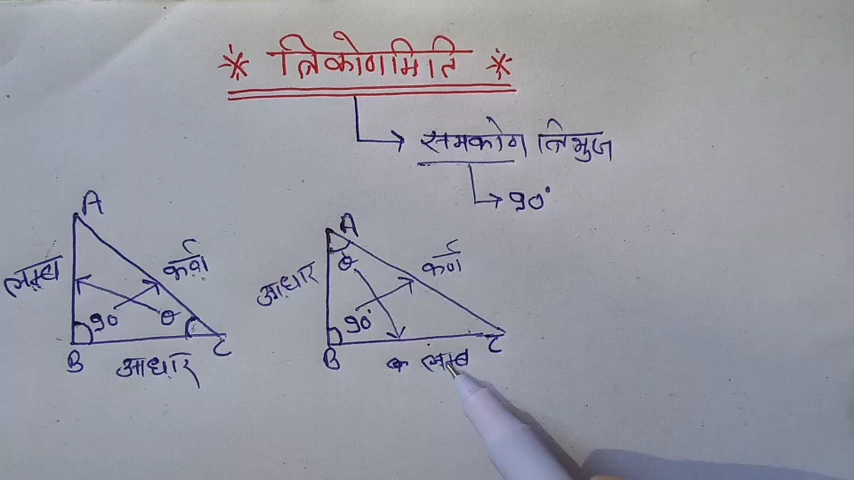 * त्रिकोणमिति *
समकोण त्रिभुज
90°
A
लम्ब
कर्ण
90
θ
B
C
आधार
A
θ
आधार
कर्ण
90°
B
C
लम्ब